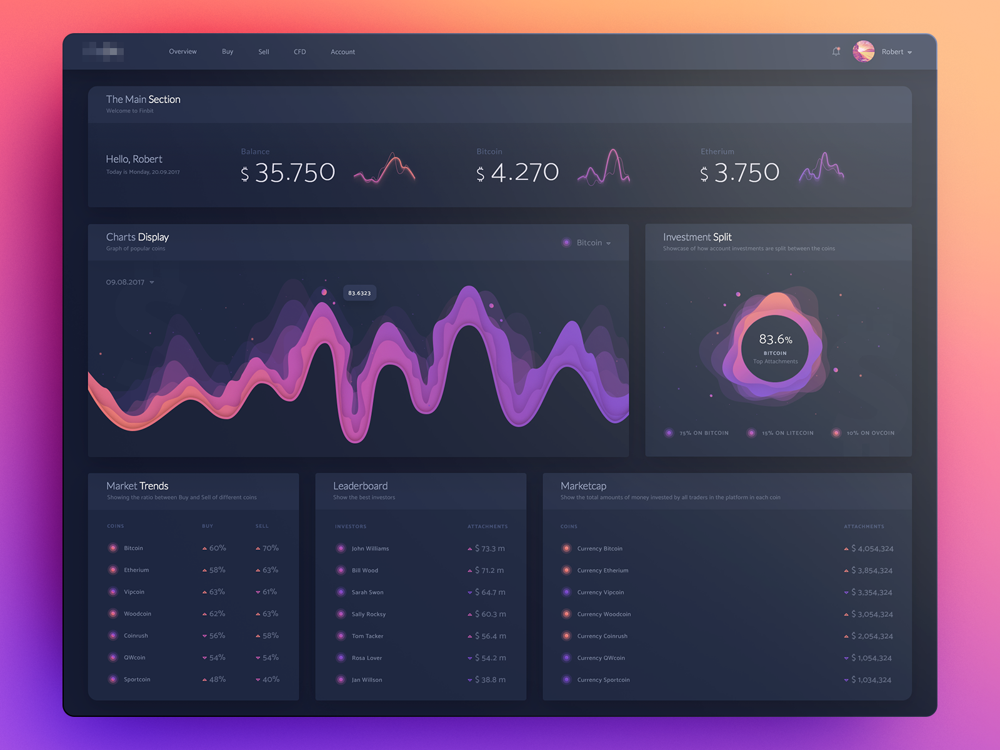 Overview Buy Sell CFD Account Robert
The Main Section
Welcome to Finbit
Hello, Robert
Today is Monday, 20.09.2017
Balance
$ 35.750
Bitcoin
$ 4.270
Etherium
$ 3.750
Charts Display
Graph of popular coins
Bitcoin
09.08.2017
83.6323
Investment Split
Showcase of how account investments are split between the coins
83.6%
BITCOIN
Top Attachments
75% ON BITCOIN 15% ON LITECOIN 10% ON OVCOIN
Market Trends
Showing the ratio between Buy and Sell of different coins
COINS BUY SELL
Bitcoin 60% 70%
Etherium 58% 63%
Vipcoin 63% 61%
Woodcoin 62% 63%
Coinrush 56% 58%
QWcoin 54% 54%
Sportcoin 48% 40%
Leaderboard
Show the best investors
INVESTORS ATTACHMENTS
John Williams $ 73.3 m
Bill Wood $ 71.2 m
Sarah Swon $ 64.7 m
Sally Rocksy $ 60.3 m
Tom Tacker $ 56.4 m
Rosa Lover $ 54.2 m
Jan Willson $ 38.8 m
Marketcap
Show the total amounts of money invested by all traders in the platform in each coin
COINS ATTACHMENTS
Currency Bitcoin $ 4,054,324
Currency Etherium $ 3,854,324
Currency Vipcoin $ 3,354,324
Currency Woodcoin $ 3,054,324
Currency Coinrush $ 2,054,324
Currency QWcoin $ 1,054,324
Currency Sportcoin $ 1,034,324